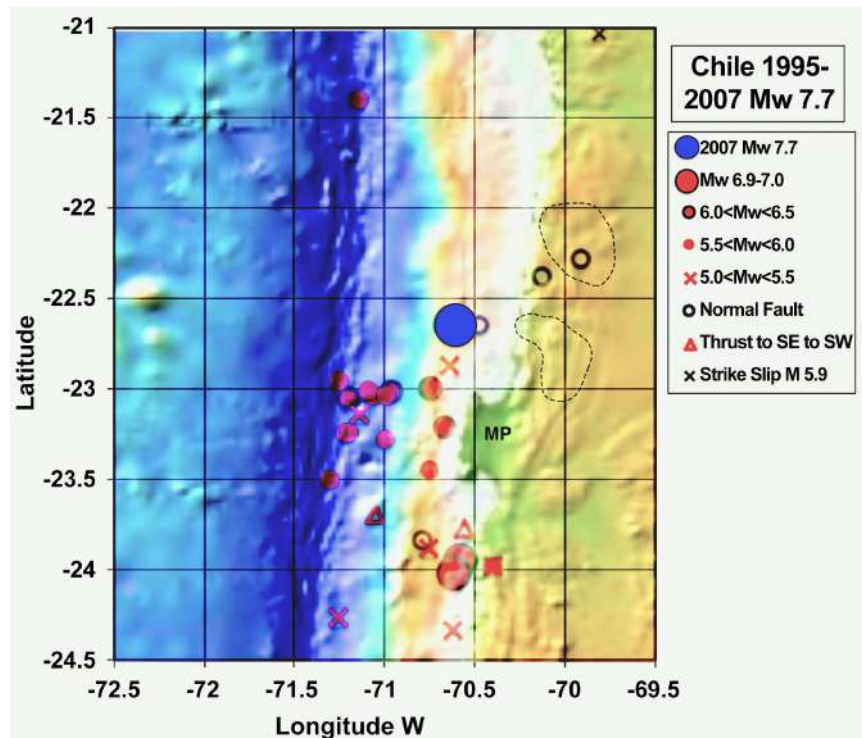 Chile 1995-
2007 Mw 7.7
2007 Mw 7.7
Mw 6.9-7.0
6.0<Mw<6.5
5.5<Mw<6.0
5.0<Mw<5.5
Normal Fault
Thrust to SE to SW
Strike Slip M 5.9
Latitude
-21
-21.5
-22
-22.5
-23
-23.5
-24
-24.5
MP
-72.5 -72 -71.5 -71 -70.5 -70 -69.5
Longitude W